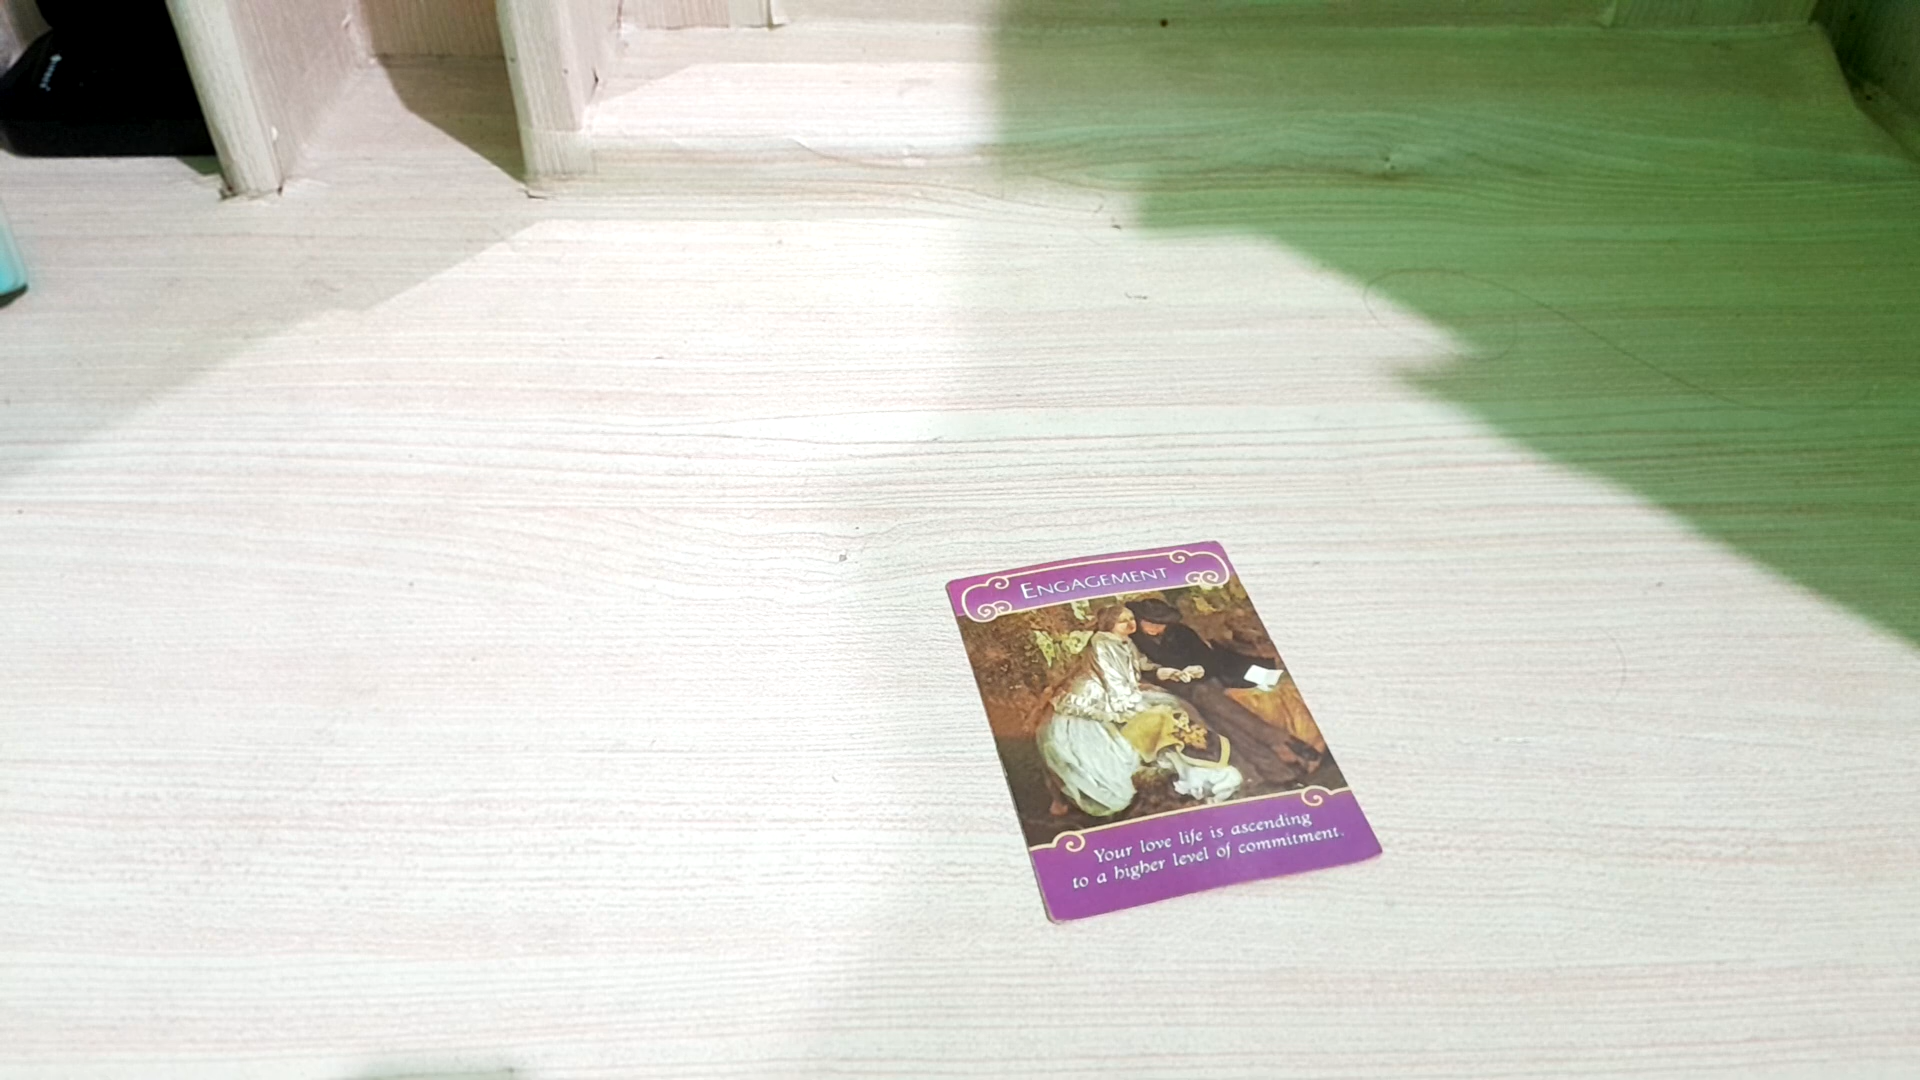 ENGAGEMENT
Your love life is ascending
to a higher level of commitment.